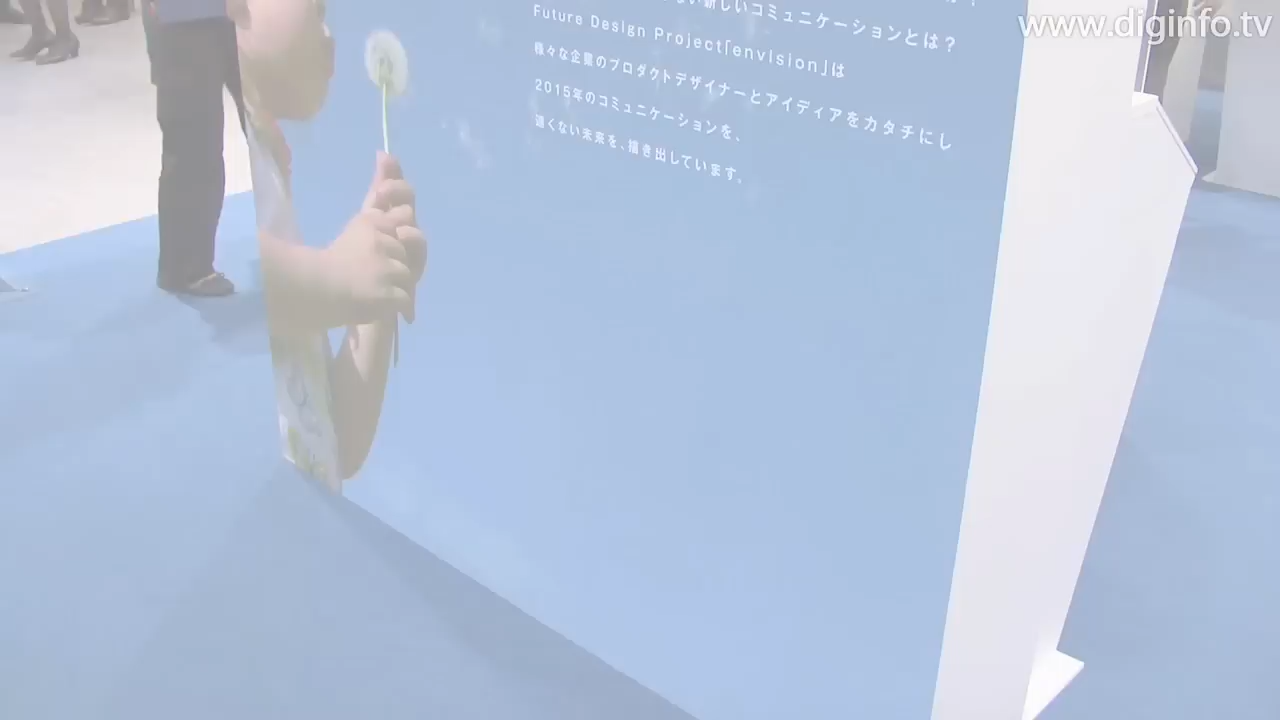 www.diginfo.tv
新しいコミュニケーションとは？
Future Design Project「envision」は
様々な企業のプロダクトデザイナーとアイディアをカタチにし
2015年のコミュニケーションを、
遠くない未来を、描き出しています。